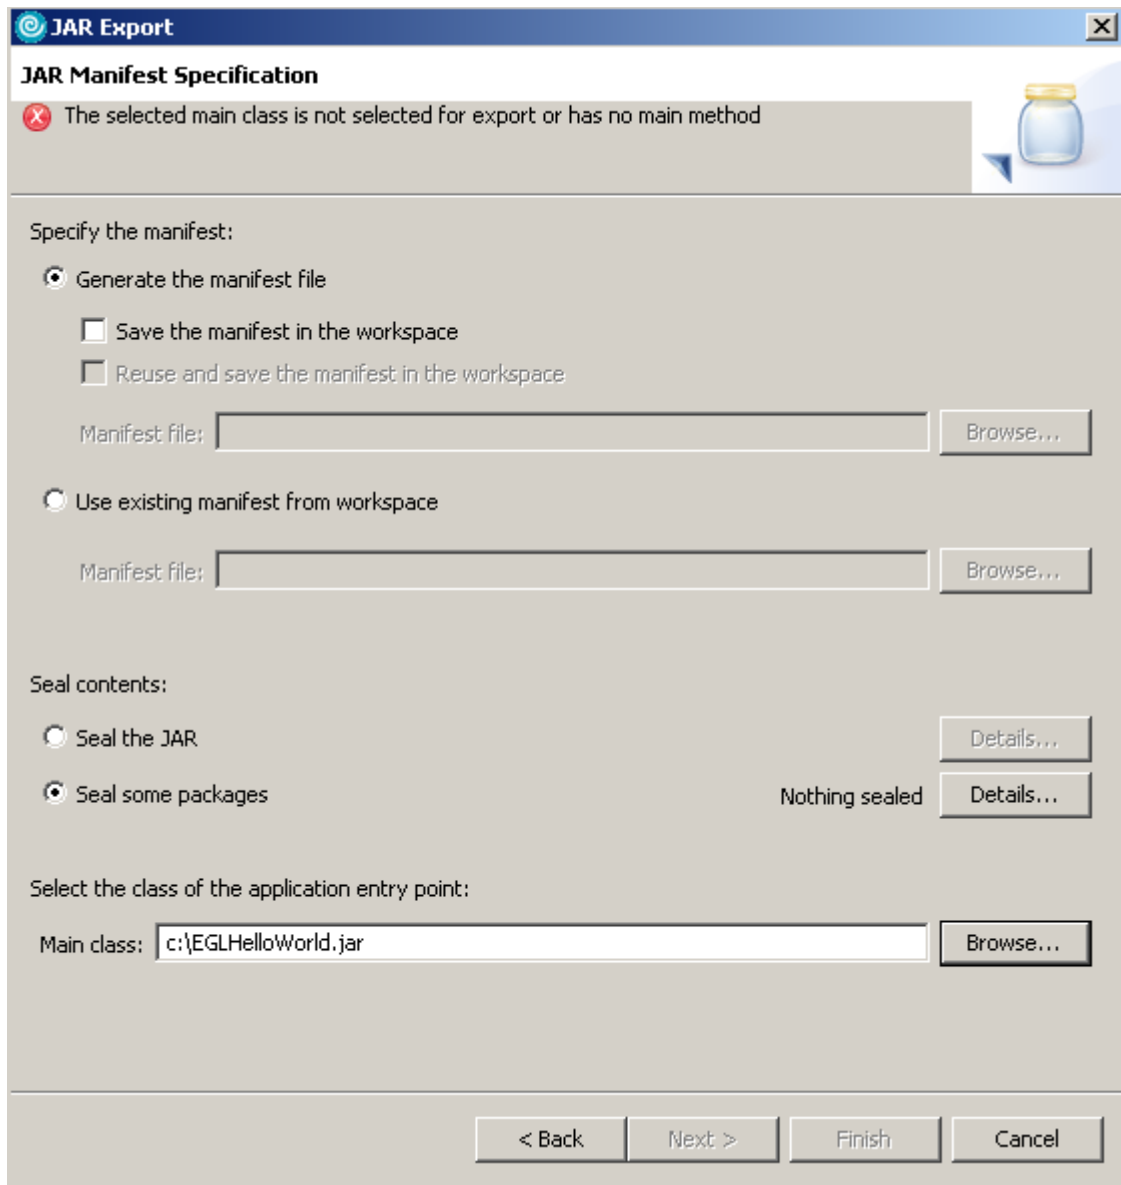 JAR Export
JAR Manifest Specification
The selected main class is not selected for export or has no main method
Specify the manifest:
Generate the manifest file
Save the manifest in the workspace
Reuse and save the manifest in the workspace
Manifest file: Browse...
Use existing manifest from workspace
Manifest file: Browse...
Seal contents:
Seal the JAR Details...
Seal some packages Nothing sealed Details...
Select the class of the application entry point:
Main class: c:\EGLHelloWorld.jar Browse...
< Back Next > Finish Cancel